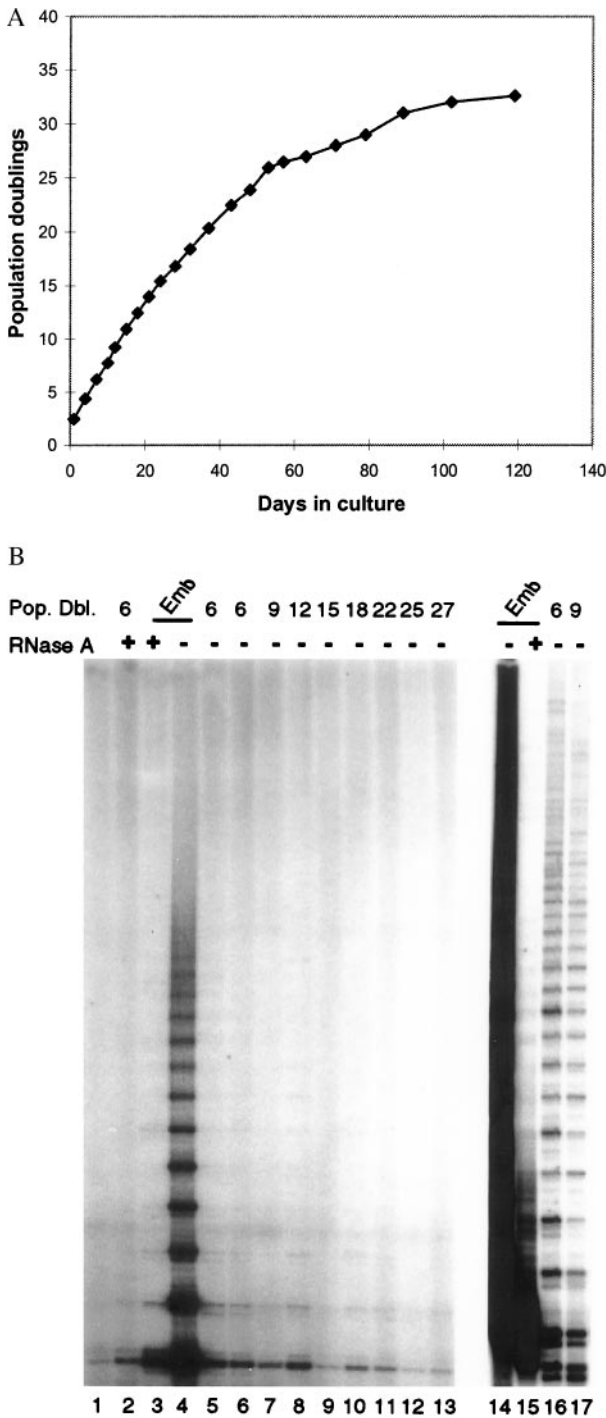 A
40
35
30
25
20
15
10
5
0
Population doublings
0 20 40 60 80 100 120 140
Days in culture
B
Emb Emb
Pop. Dbl. 6 6 6 9 12 15 18 22 25 27 6 9
RNase A + + - - - - - - - - - - - + - -
1 2 3 4 5 6 7 8 9 10 11 12 13 14 15 16 17